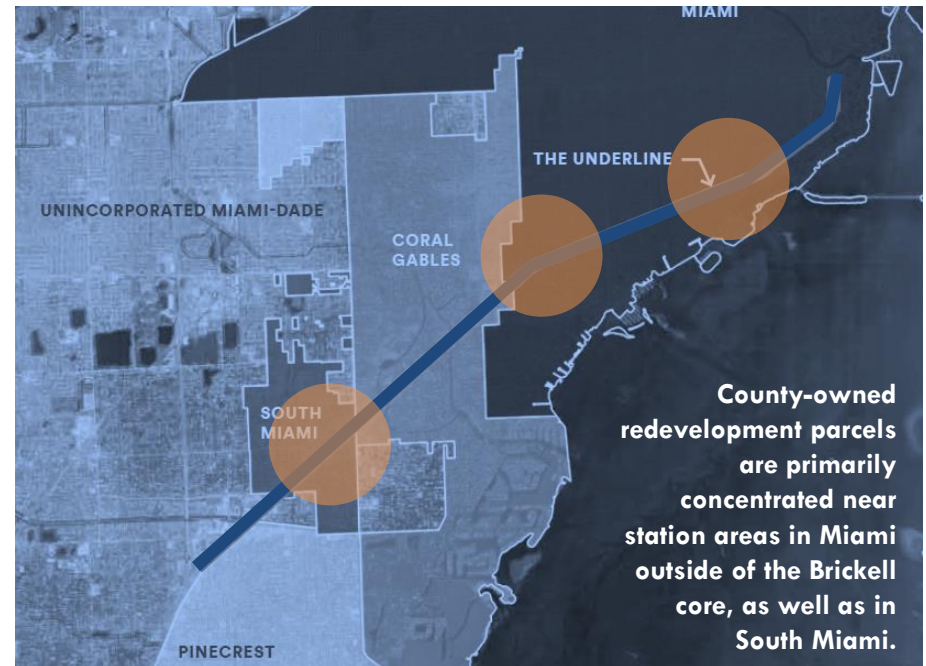 MIAMI
THE UNDERLINE
UNINCORPORATED MIAMI-DADE
CORAL
GABLES
SOUTH
MIAMI
County-owned
redevelopment parcels
are primarily
concentrated near
station areas in Miami
outside of the Brickell
core, as well as in
South Miami.
PINECREST